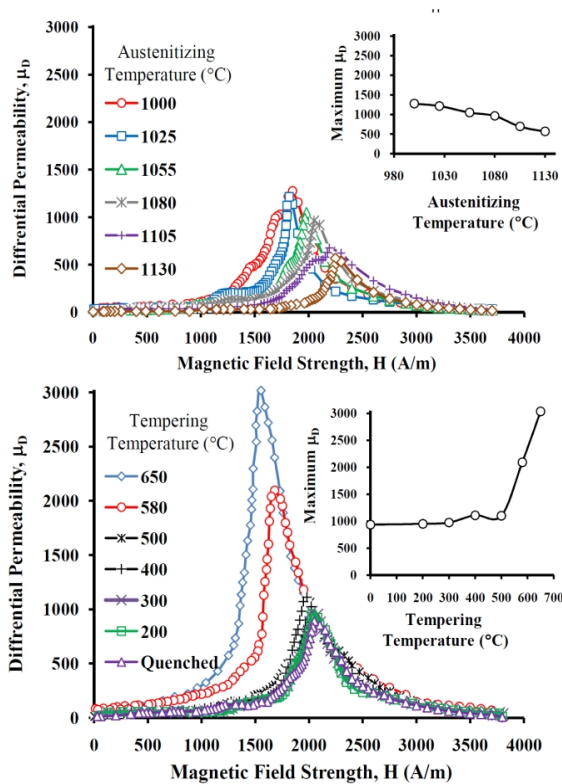 3000
2500
2000
1500
1000
500
0
Diffrential Permeability, μD
Austenitizing
Temperature (°C)
1000
1025
1055
1080
1105
1130
0 500 1000 1500 2000 2500 3000 3500 4000
Magnetic Field Strength, H (A/m)
3000
2500
2000
1500
1000
500
0
Maximum μD
980 1030 1080 1130
Austenitizing
Temperature (°C)
3000
2500
2000
1500
1000
500
0
Diffrential Permeability, μD
Tempering
Temperature (°C)
650
580
500
400
300
200
Quenched
0 500 1000 1500 2000 2500 3000 3500 4000
Magnetic Field Strength, H (A/m)
3000
2500
2000
1500
1000
500
0
Maximum μD
0 100 200 300 400 500 600 700
Tempering
Temperature (°C)